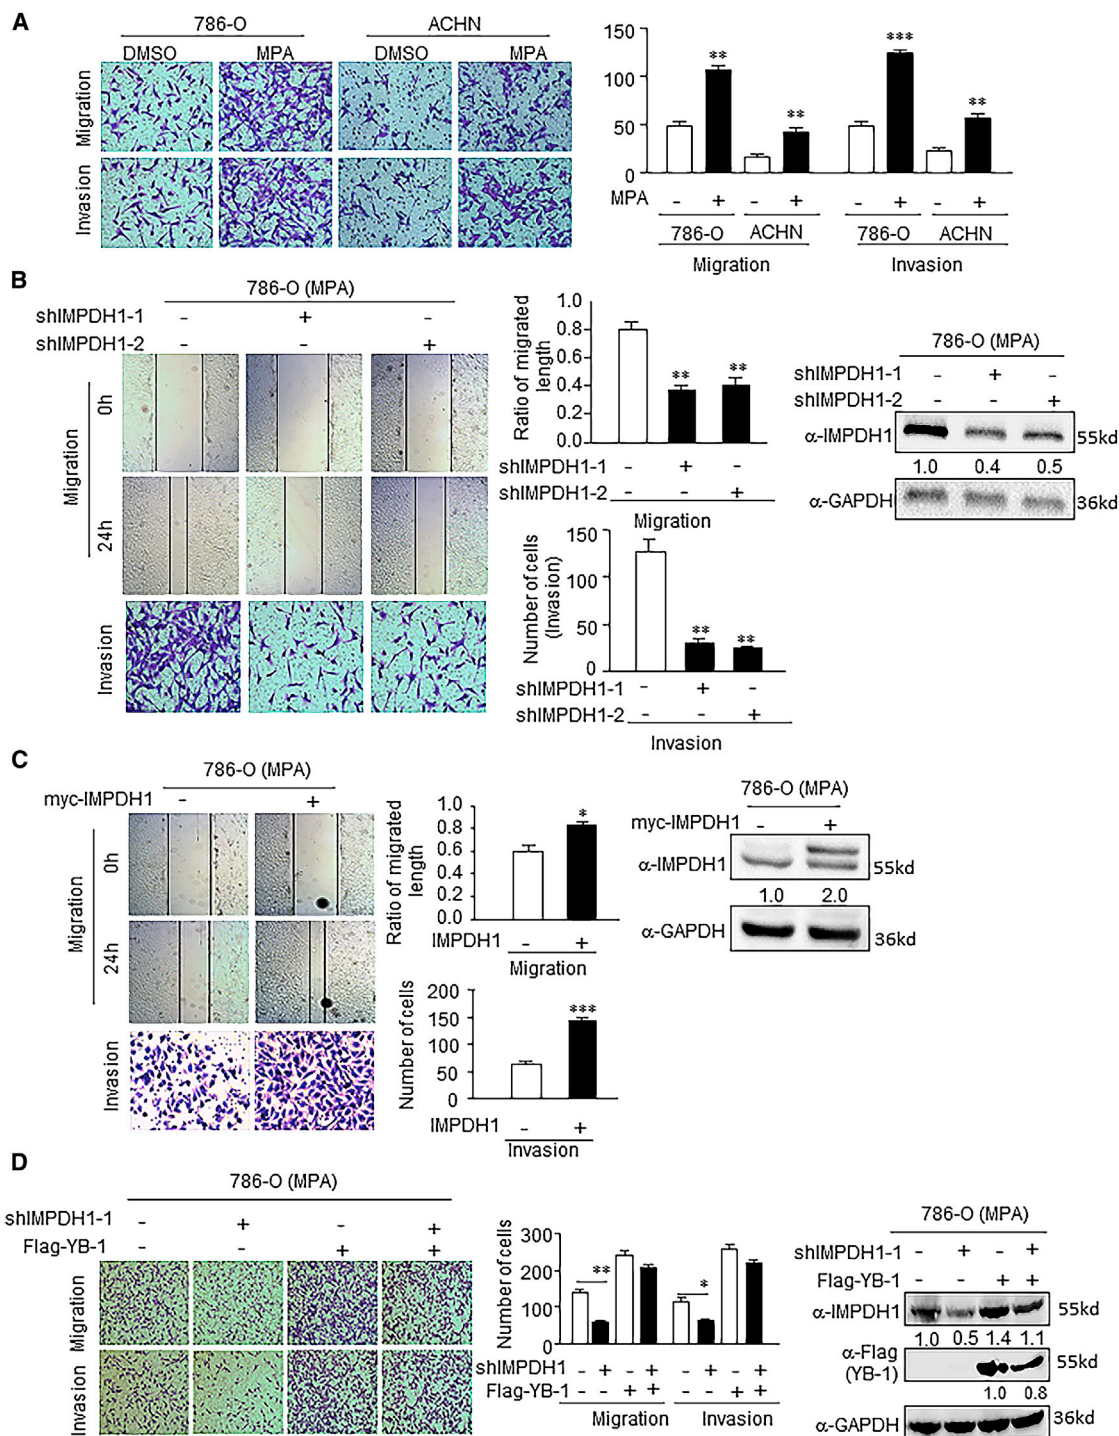 A
786-O
ACHN
DMSO
MPA
DMSO
MPA
Migration
Invasion
150
100
50
0
**
**
***
**
MPA - + - + - + - +
786-O ACHN 786-O ACHN
Migration Invasion
B
786-O (MPA)
shIMPDH1-1 - + -
shIMPDH1-2 - - +
Migration
0h
24h
Invasion
Ratio of migrated length
1.0
0.8
0.6
0.4
0.2
0.0
** **
shIMPDH1-1 - + -
shIMPDH1-2 - - +
Migration
Number of cells (Invasion)
150
100
50
0
** **
shIMPDH1-1 - + -
shIMPDH1-2 - - +
Invasion
786-O (MPA)
shIMPDH1-1 - + -
shIMPDH1-2 - - +
α-IMPDH1 55kd
1.0 0.4 0.5
α-GAPDH 36kd
C
786-O (MPA)
myc-IMPDH1 - +
Migration
0h
24h
Invasion
Ratio of migrated length
1.0
0.8
0.6
0.4
0.2
0.0
*
IMPDH1 - +
Migration
Number of cells
200
150
100
50
0
***
IMPDH1 - +
Invasion
786-O (MPA)
myc-IMPDH1 - +
α-IMPDH1 55kd
1.0 2.0
α-GAPDH 36kd
D
786-O (MPA)
shIMPDH1-1 - + - +
Flag-YB-1 - - + +
Migration
Invasion
Number of cells
300
200
100
0
** *
shIMPDH1 - + - + - + - +
Flag-YB-1 - - + + - - + +
Migration Invasion
786-O (MPA)
shIMPDH1-1 - + - +
Flag-YB-1 - - + +
α-IMPDH1 55kd
1.0 0.5 1.4 1.1
α-Flag (YB-1) 55kd
1.0 0.8
α-GAPDH 36kd